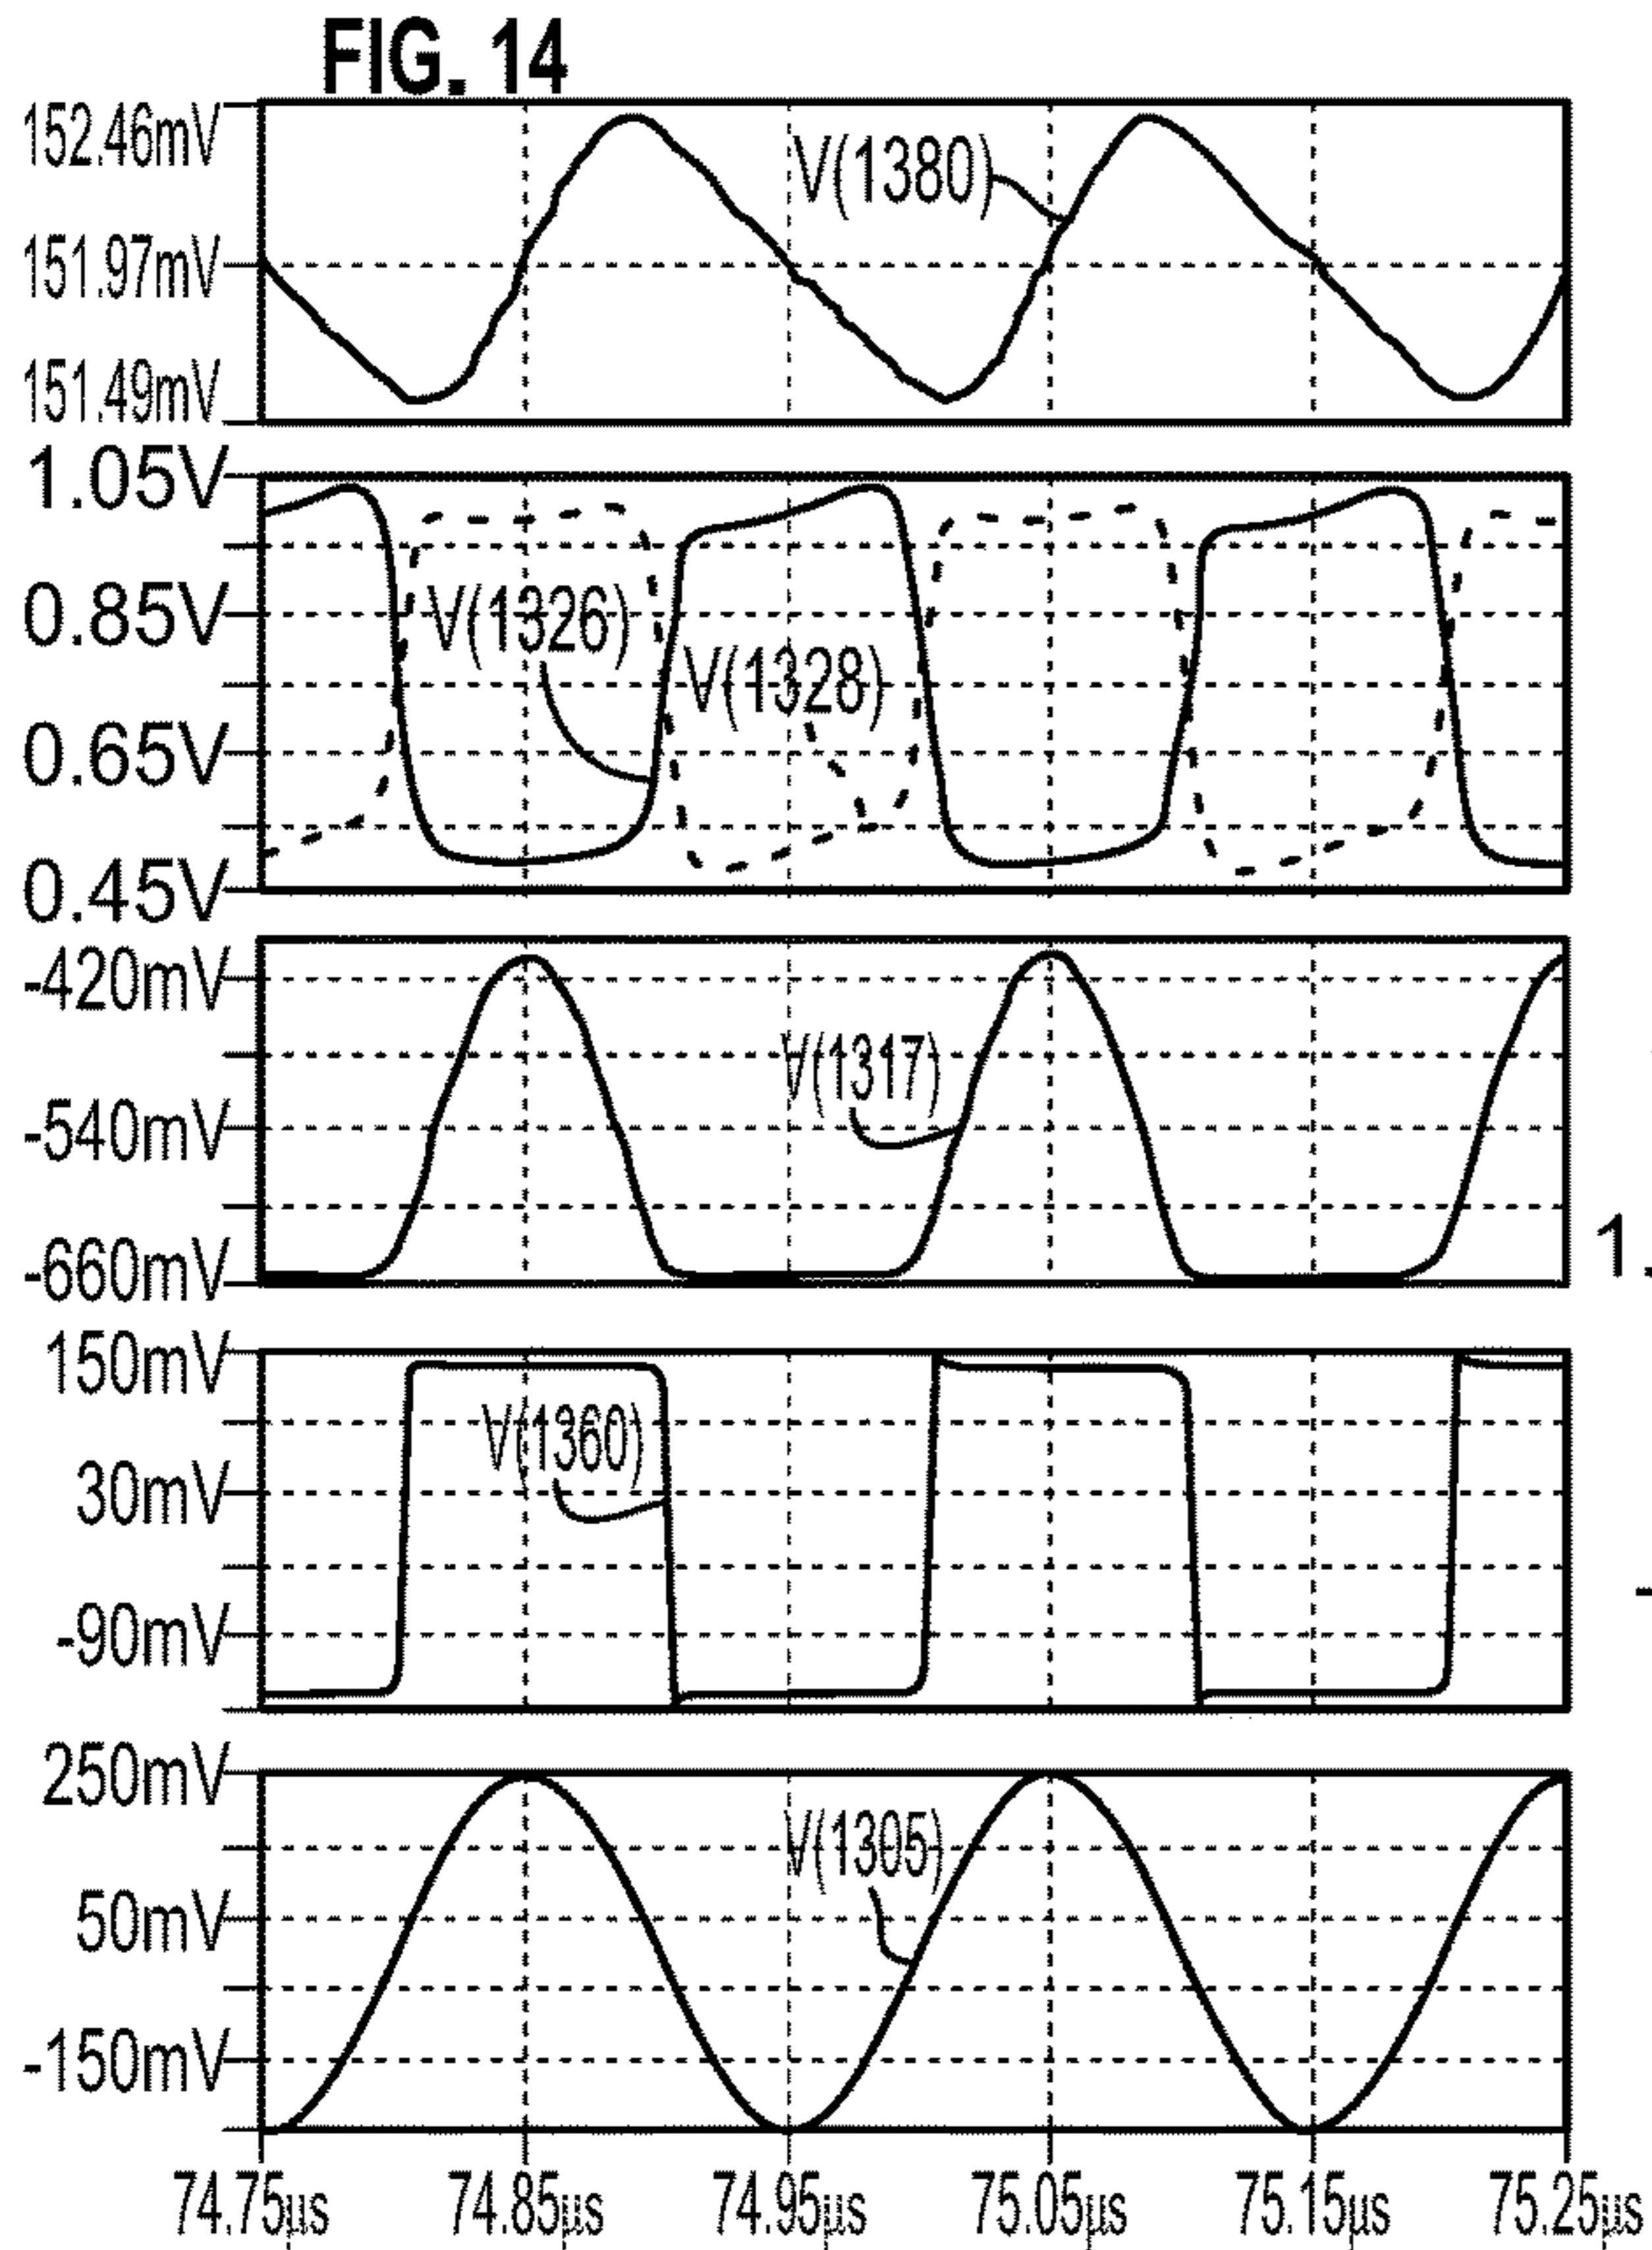 FIG. 14
152.46mV
V(1380)
151.97mV
151.49mV
1.05V
0.85V
V(1326)
V(1328)
0.65V
0.45V
-420mV
V(1317)
-540mV
-660mV
1.
150mV
V(1360)
30mV
-90mV
250mV
V(1305)
50mV
-150mV
74.75µs 74.85µs 74.95µs 75.05µs 75.15µs 75.25µs